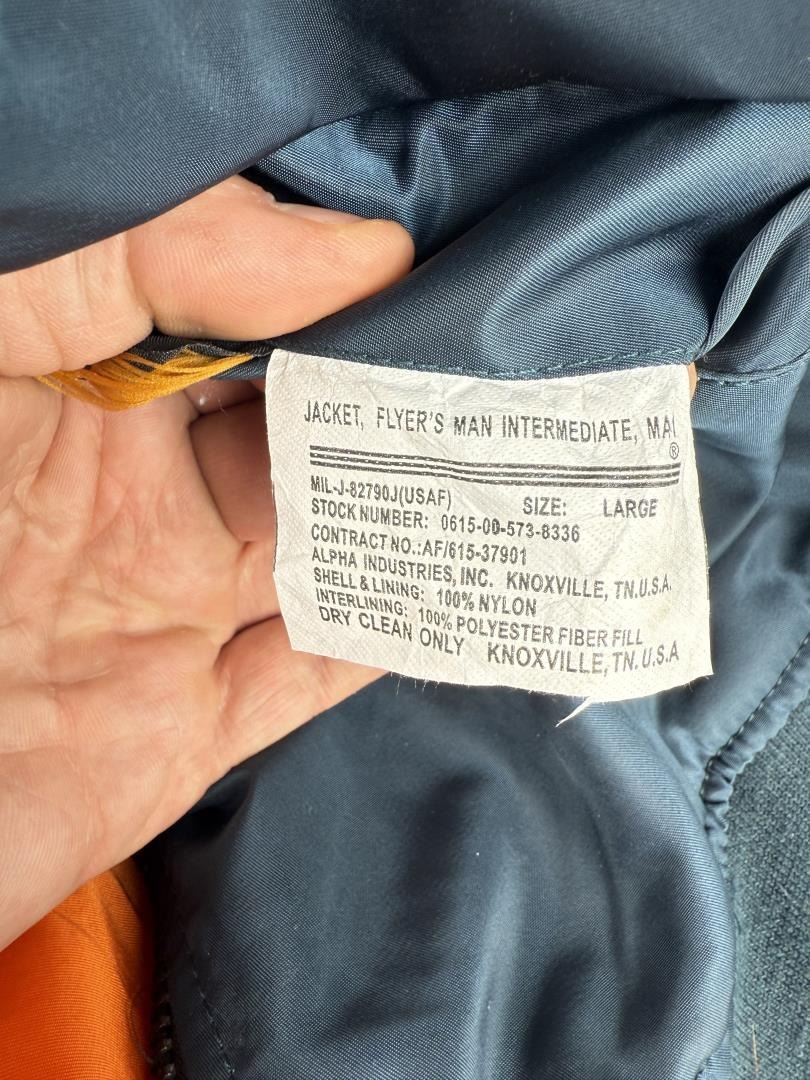 JACKET, FLYER'S MAN INTERMEDIATE, MA1
®
MIL-J-82790J(USAF) SIZE: LARGE
STOCK NUMBER: 0615-00-573-8336
CONTRACT NO.:AF/615-37901
ALPHA INDUSTRIES, INC. KNOXVILLE, TN.U.S.A.
SHELL & LINING: 100% NYLON
INTERLINING: 100% POLYESTER FIBER FILL
DRY CLEAN ONLY KNOXVILLE, TN.U.S.A